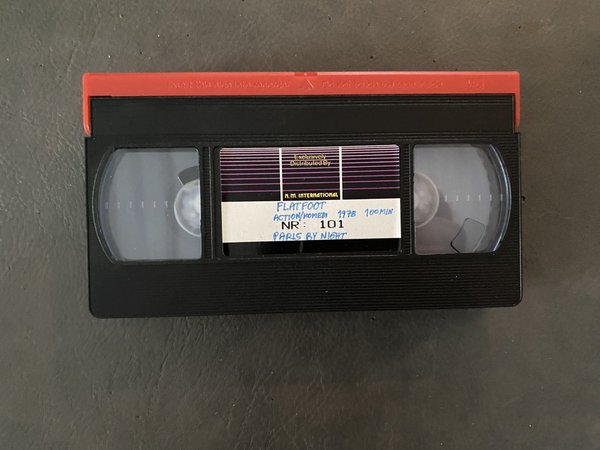 Exclusively
Distributed By
N.M. INTERNATIONAL
FLATFOOT
ACTION/KOMEDI 1978 100 MIN
NR: 101
PARIS BY NIGHT